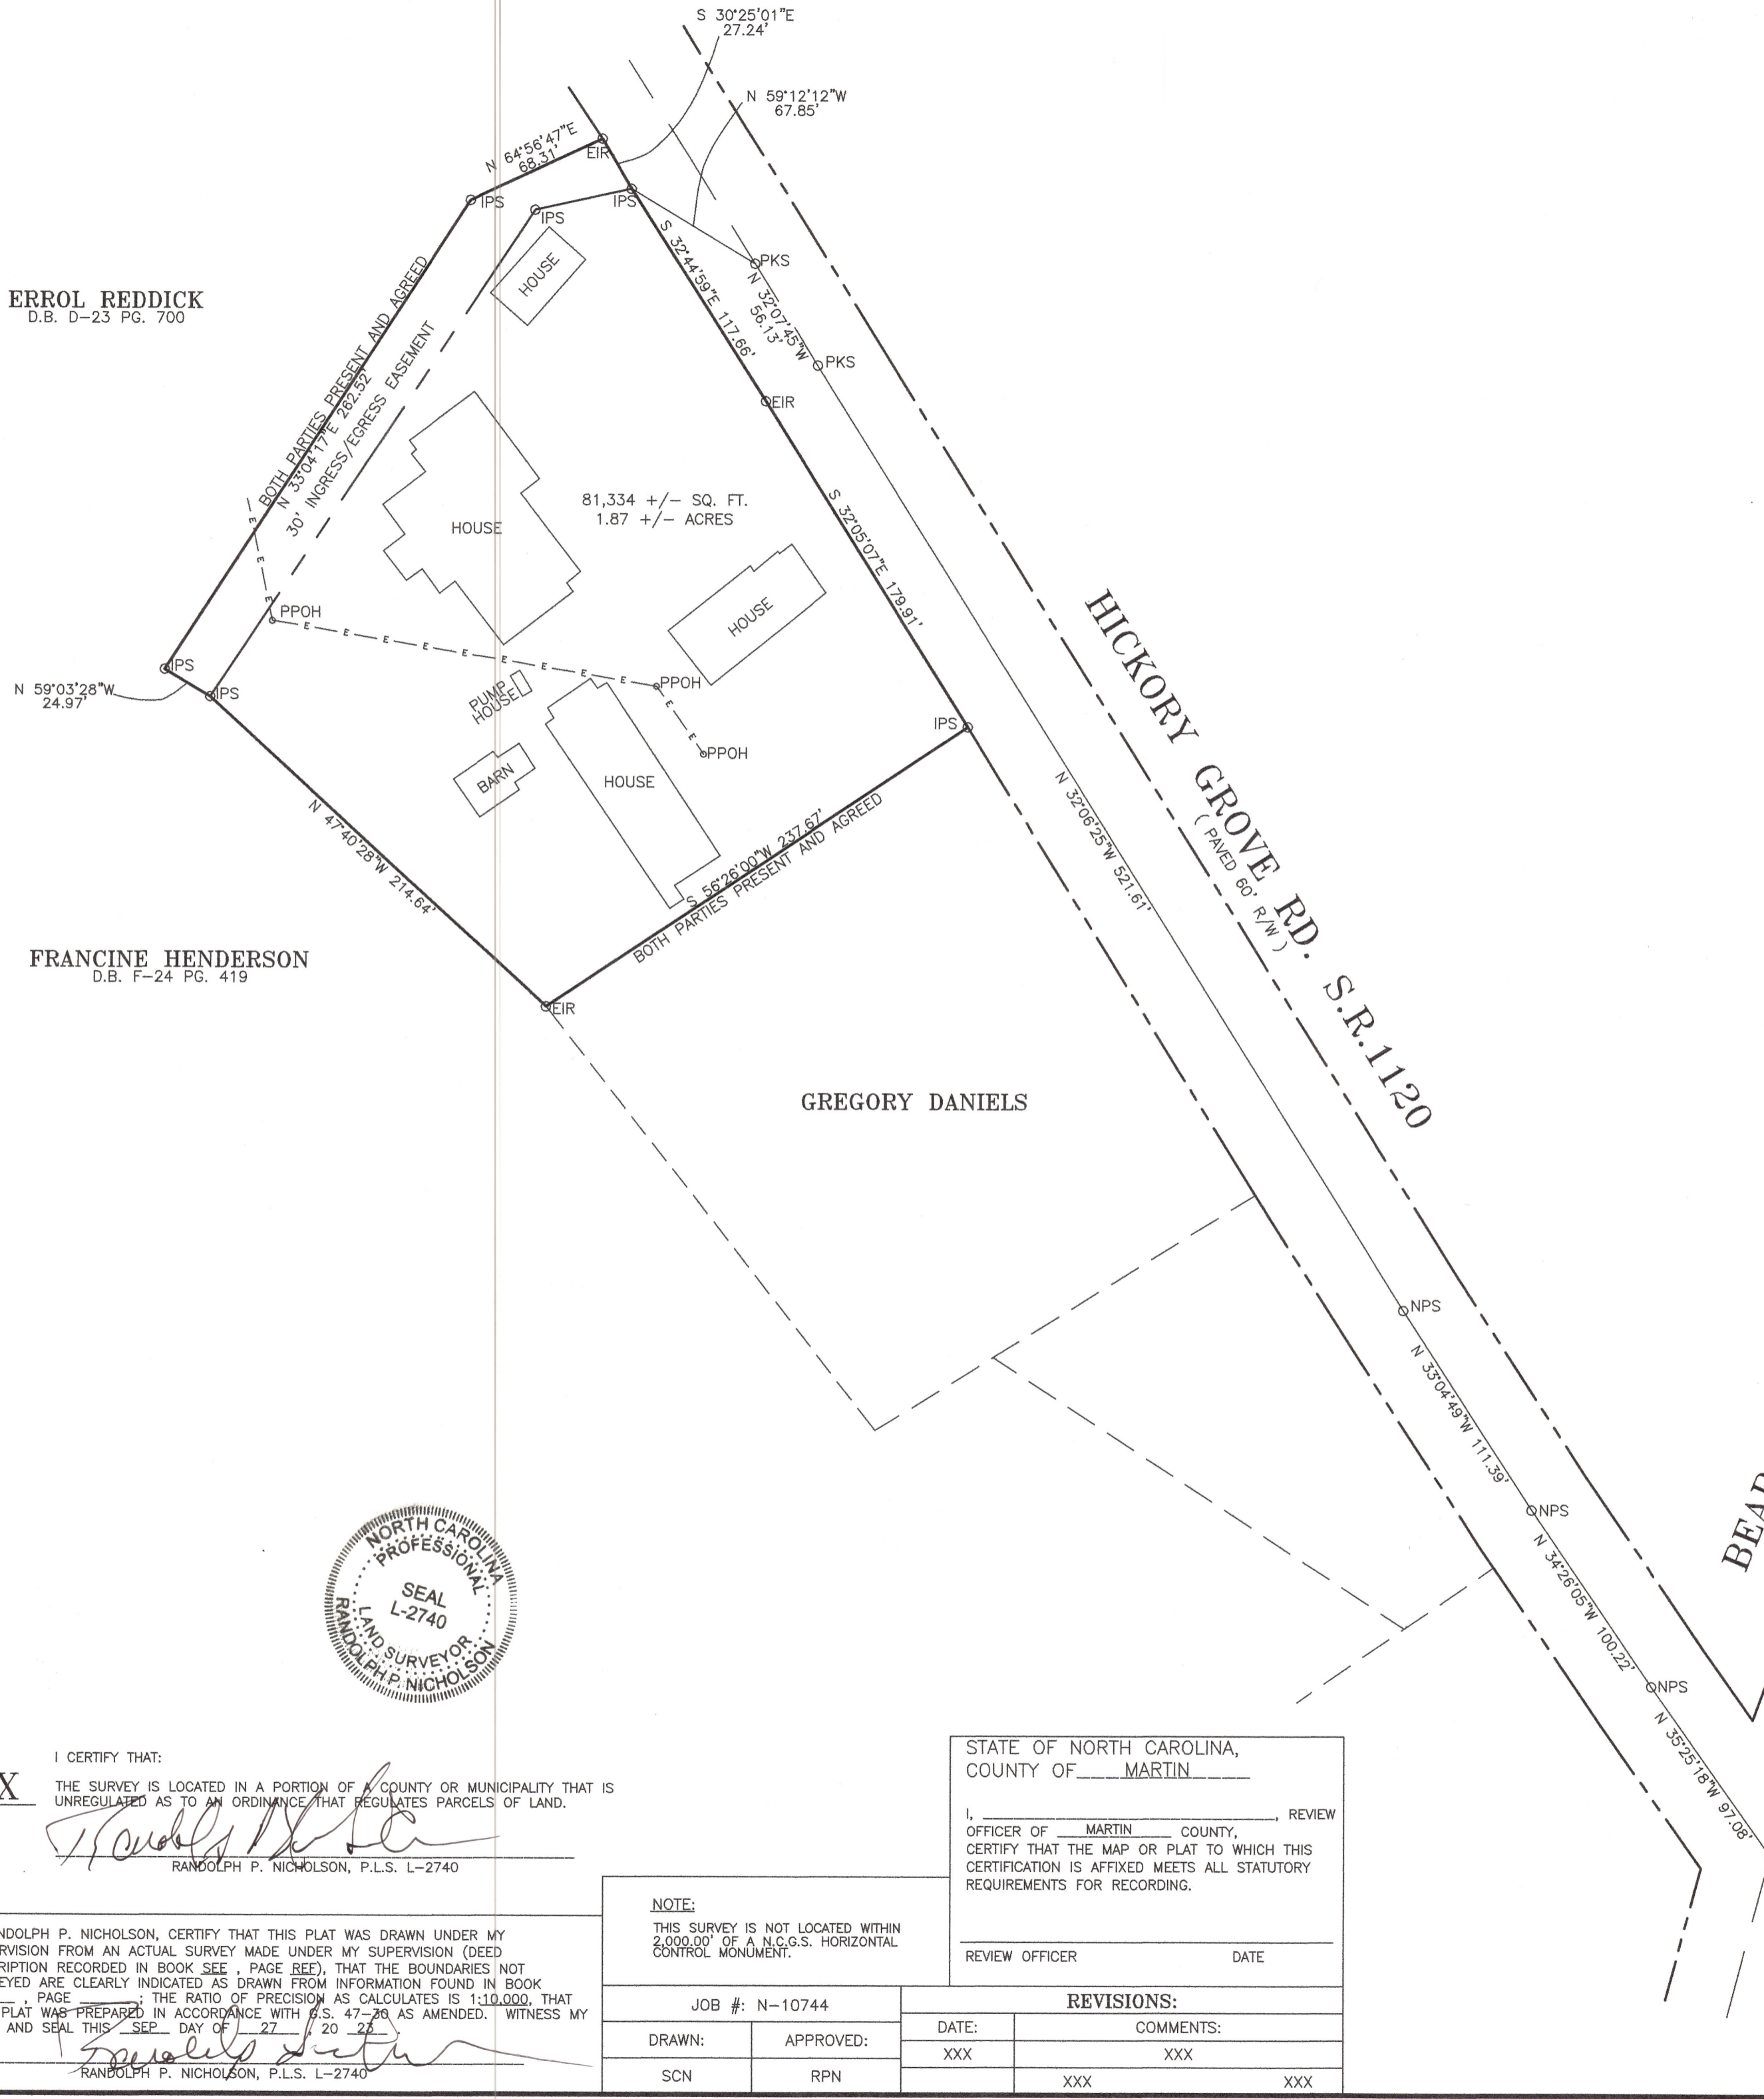 S 30°25'01"E
27.24'
N 59°12'12"W
67.85'
N 64°56'47"E
68.31'
EIR
IPS
IPS
IPS
PKS
HOUSE
S 32°44'59"E 117.66'
N 32°07'45"W
56.13'
PKS
EIR
ERROL REDDICK
D.B. D-23 PG. 700
BOTH PARTIES PRESENT AND AGREED
N 33°04'17"E 262.52'
30' INGRESS/EGRESS EASEMENT
E
E
E
HOUSE
81,334 +/- SQ. FT.
1.87 +/- ACRES
S 32°05'07"E 179.91'
HOUSE
PPOH
E E E E E E E E E
PPOH
E
E
PPOH
IPS
IPS
N 59°03'28"W
24.97'
PUMP
HOUSE
BARN
HOUSE
IPS
HICKORY GROVE RD. S.R.1120
( PAVED 60' R/W )
N 32°06'25"W 521.61'
N 47°40'28"W 214.64'
S 56°26'00"W 237.67'
BOTH PARTIES PRESENT AND AGREED
FRANCINE HENDERSON
D.B. F-24 PG. 419
EIR
GREGORY DANIELS
NPS
N 33°04'49"W 111.39'
NPS
N 34°26'05"W 100.22'
NPS
N 35°25'18"W 97.08'
BEAR
NORTH CAROLINA
PROFESSIONAL
SEAL
L-2740
LAND SURVEYOR
RANDOLPH P. NICHOLSON
I CERTIFY THAT:
X THE SURVEY IS LOCATED IN A PORTION OF A COUNTY OR MUNICIPALITY THAT IS
UNREGULATED AS TO AN ORDINANCE THAT REGULATES PARCELS OF LAND.
RANDOLPH P. NICHOLSON, P.L.S. L-2740
NDOLPH P. NICHOLSON, CERTIFY THAT THIS PLAT WAS DRAWN UNDER MY
RVISION FROM AN ACTUAL SURVEY MADE UNDER MY SUPERVISION (DEED
RIPTION RECORDED IN BOOK SEE , PAGE REF), THAT THE BOUNDARIES NOT
EYED ARE CLEARLY INDICATED AS DRAWN FROM INFORMATION FOUND IN BOOK
__ , PAGE ____; THE RATIO OF PRECISION AS CALCULATES IS 1:10,000, THAT
PLAT WAS PREPARED IN ACCORDANCE WITH G.S. 47-30 AS AMENDED. WITNESS MY
AND SEAL THIS SEP DAY OF 27 , 20 23 .
RANDOLPH P. NICHOLSON, P.L.S. L-2740
NOTE:
THIS SURVEY IS NOT LOCATED WITHIN
2,000.00' OF A N.C.G.S. HORIZONTAL
CONTROL MONUMENT.
STATE OF NORTH CAROLINA,
COUNTY OF MARTIN
I, ____________, REVIEW
OFFICER OF MARTIN COUNTY,
CERTIFY THAT THE MAP OR PLAT TO WHICH THIS
CERTIFICATION IS AFFIXED MEETS ALL STATUTORY
REQUIREMENTS FOR RECORDING.
REVIEW OFFICER DATE
JOB #: N-10744
DRAWN: APPROVED:
SCN RPN
REVISIONS:
DATE: COMMENTS:
XXX XXX
XXX XXX